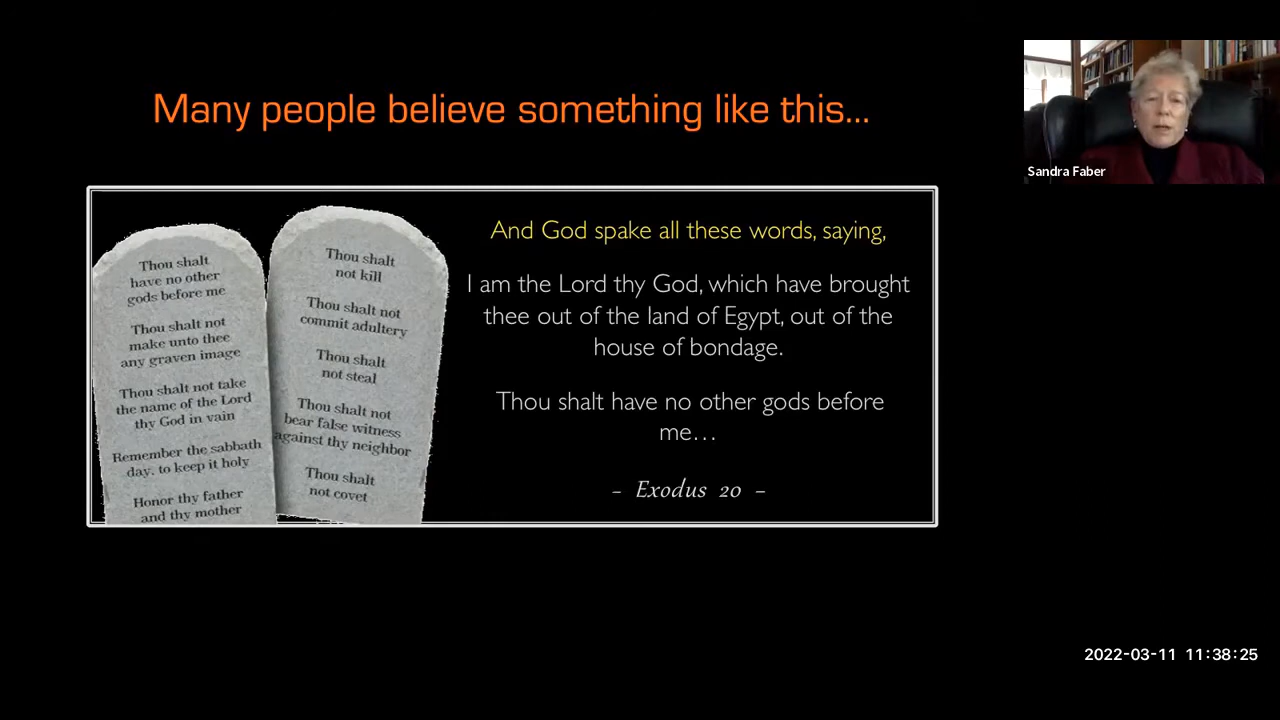 Many people believe something like this...
Sandra Faber
Thou shalt
have no other
gods before me
Thou shalt not
make unto thee
any graven image
Thou shalt not take
the name of the Lord
thy God in vain
Remember the sabbath
day. to keep it holy
Honor thy father
and thy mother
Thou shalt
not kill
Thou shalt not
commit adultery
Thou shalt
not steal
Thou shalt not
bear false witness
against thy neighbor
Thou shalt
not covet
And God spake all these words, saying,
I am the Lord thy God, which have brought
thee out of the land of Egypt, out of the
house of bondage.
Thou shalt have no other gods before
me...
– Exodus 20 –
2022-03-11 11:38:25